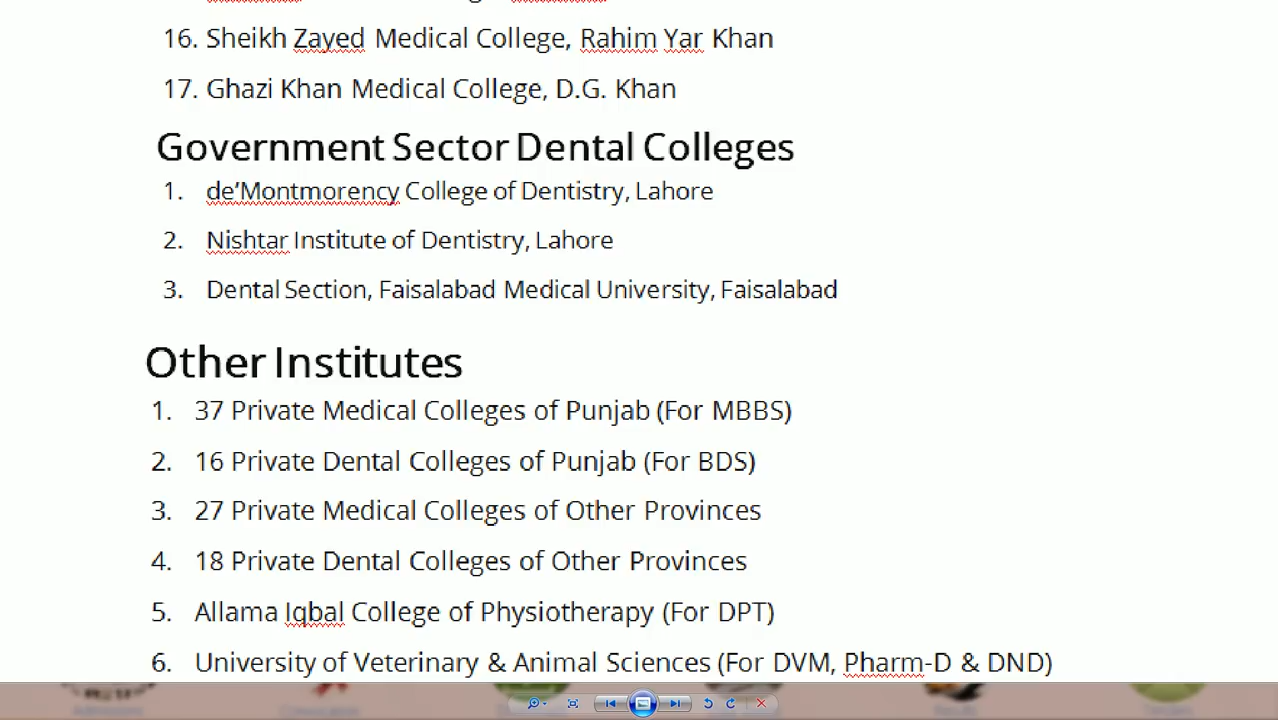 16. Sheikh Zayed Medical College, Rahim Yar Khan
17. Ghazi Khan Medical College, D.G. Khan
Government Sector Dental Colleges
1. de’Montmorency College of Dentistry, Lahore
2. Nishtar Institute of Dentistry, Lahore
3. Dental Section, Faisalabad Medical University, Faisalabad
Other Institutes
1. 37 Private Medical Colleges of Punjab (For MBBS)
2. 16 Private Dental Colleges of Punjab (For BDS)
3. 27 Private Medical Colleges of Other Provinces
4. 18 Private Dental Colleges of Other Provinces
5. Allama Iqbal College of Physiotherapy (For DPT)
6. University of Veterinary & Animal Sciences (For DVM, Pharm-D & DND)